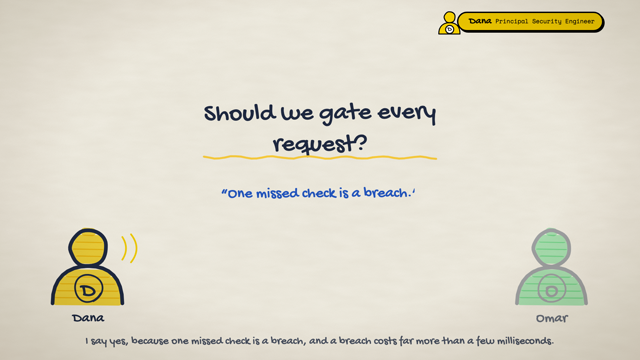 Dana Principal Security Engineer
D
Should we gate every
request?
“One missed check is a breach.”
D
O
Dana
Omar
I say yes, because one missed check is a breach, and a breach costs far more than a few milliseconds.